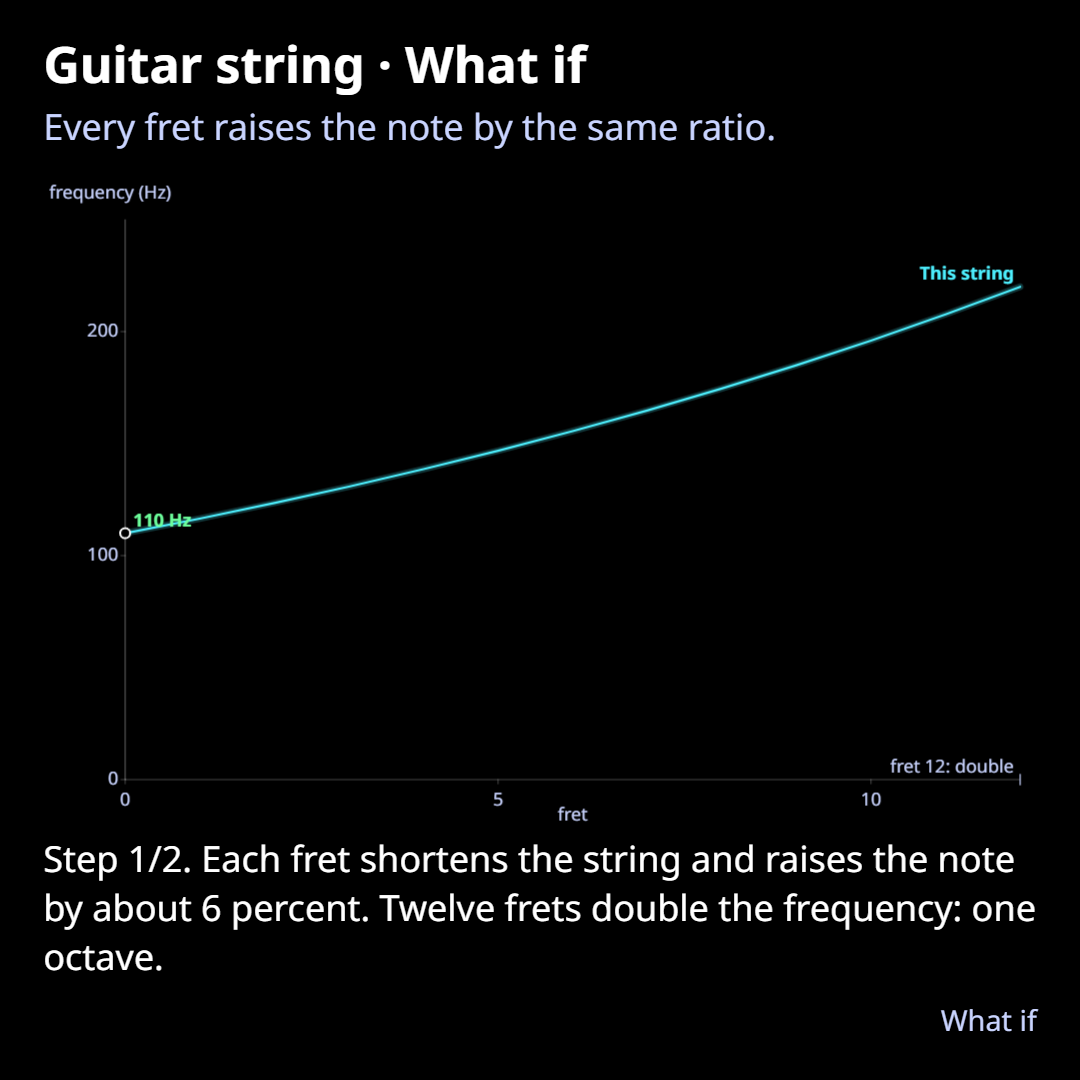 Guitar string · What if
Every fret raises the note by the same ratio.
frequency (Hz)
This string
200
110 Hz
100
fret 12: double
0
0 5 10
fret
Step 1/2. Each fret shortens the string and raises the note
by about 6 percent. Twelve frets double the frequency: one
octave.
What if